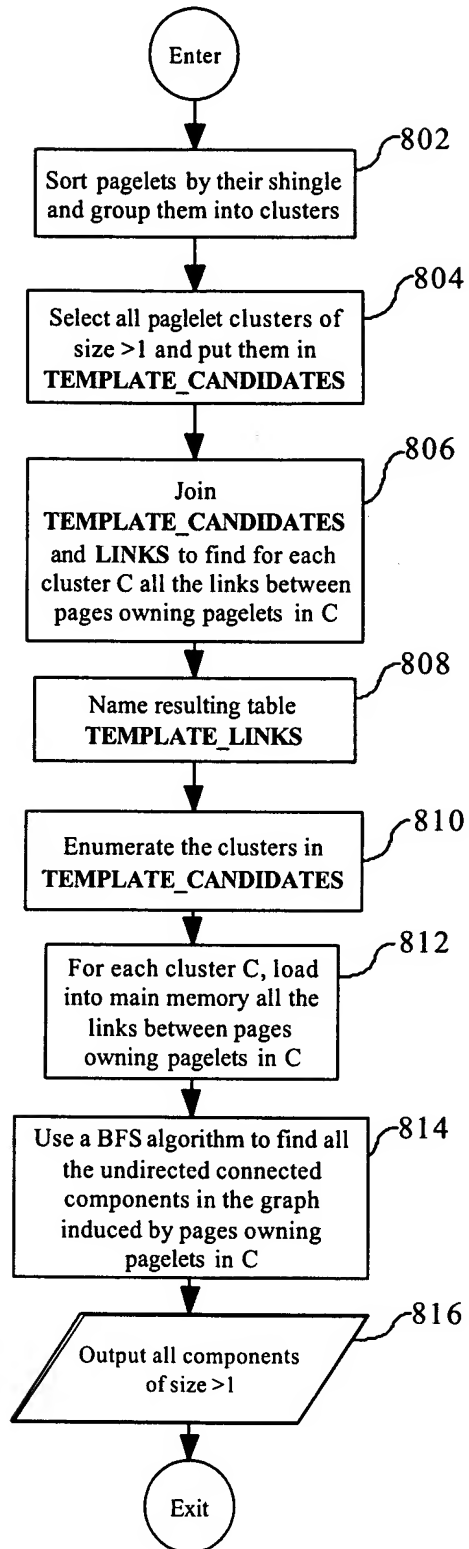 Enter
802
Sort pagelets by their shingle
and group them into clusters
804
Select all paglelet clusters of
size >1 and put them in
TEMPLATE_CANDIDATES
806
Join
TEMPLATE_CANDIDATES
and LINKS to find for each
cluster C all the links between
pages owning pagelets in C
808
Name resulting table
TEMPLATE_LINKS
810
Enumerate the clusters in
TEMPLATE_CANDIDATES
812
For each cluster C, load
into main memory all the
links between pages
owning pagelets in C
814
Use a BFS algorithm to find all
the undirected connected
components in the graph
induced by pages owning
pagelets in C
816
Output all components
of size >1
Exit